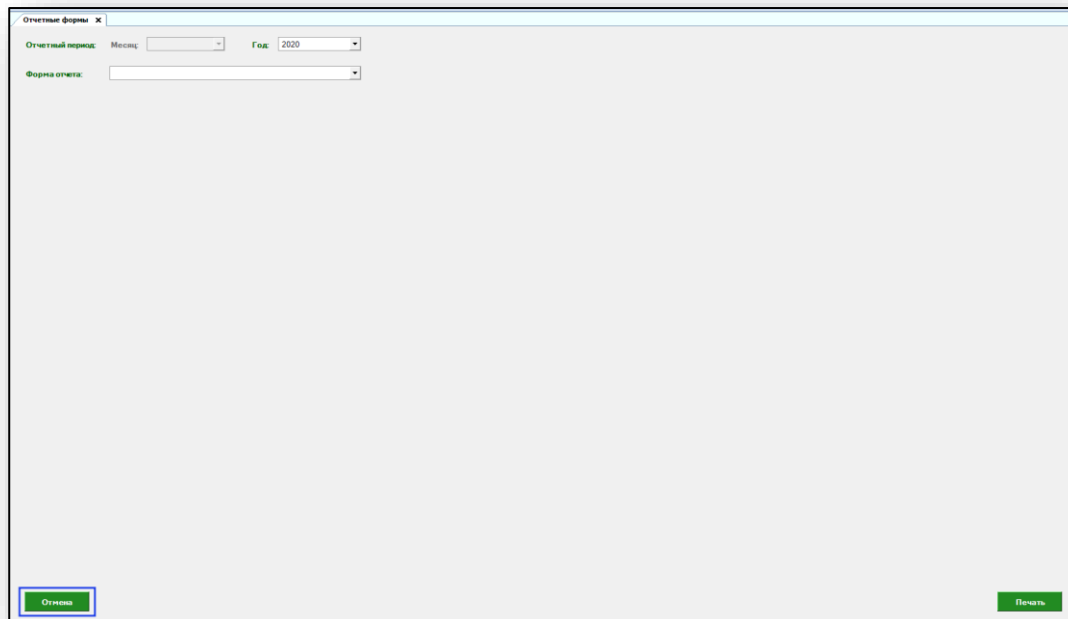 Отчетные формы X
Отчетный период: Месяц: Год: 2020
Форма отчета:
Отмена Печать